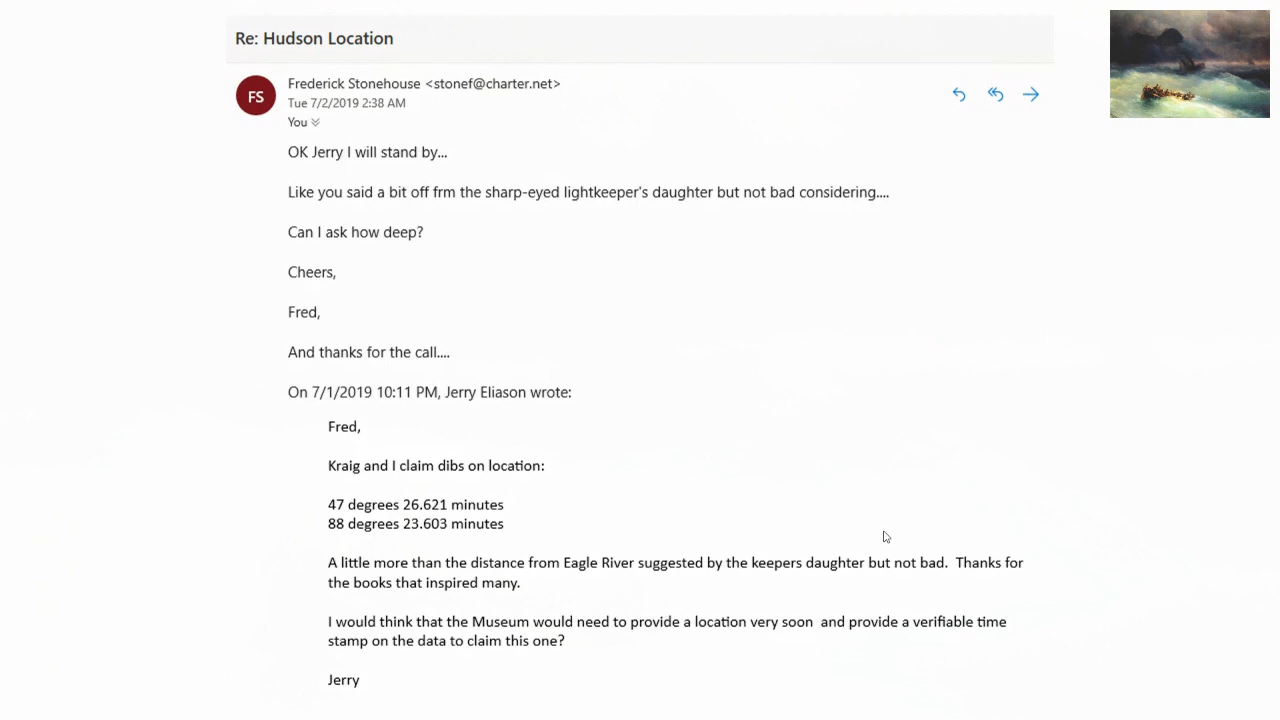 Re: Hudson Location
FS
Frederick Stonehouse <stonef@charter.net>
Tue 7/2/2019 2:38 AM
You
OK Jerry I will stand by...
Like you said a bit off frm the sharp-eyed lightkeeper's daughter but not bad considering....
Can I ask how deep?
Cheers,
Fred,
And thanks for the call....
On 7/1/2019 10:11 PM, Jerry Eliason wrote:
Fred,
Kraig and I claim dibs on location:
47 degrees 26.621 minutes
88 degrees 23.603 minutes
A little more than the distance from Eagle River suggested by the keepers daughter but not bad.  Thanks for
the books that inspired many.
I would think that the Museum would need to provide a location very soon  and provide a verifiable time
stamp on the data to claim this one?
Jerry